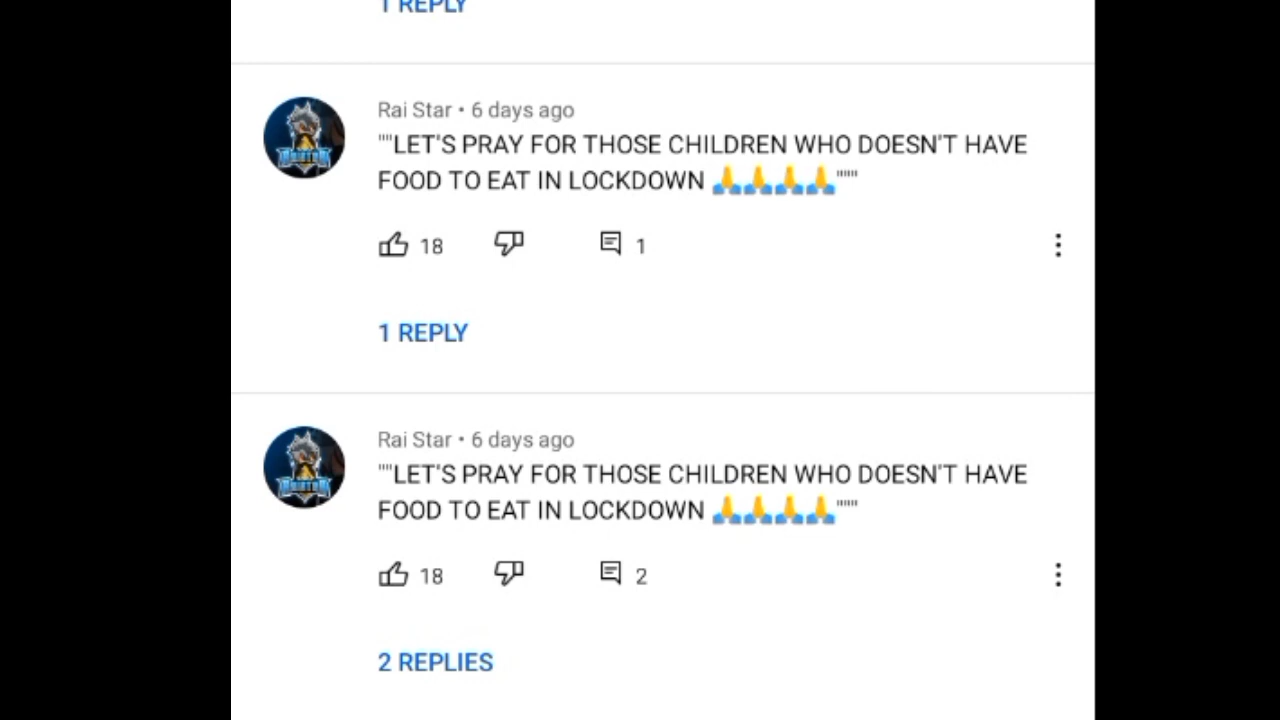 1 REPLY
Rai Star • 6 days ago
""LET'S PRAY FOR THOSE CHILDREN WHO DOESN'T HAVE
FOOD TO EAT IN LOCKDOWN 🙏🙏🙏🙏"""
18
1
1 REPLY
Rai Star • 6 days ago
""LET'S PRAY FOR THOSE CHILDREN WHO DOESN'T HAVE
FOOD TO EAT IN LOCKDOWN 🙏🙏🙏🙏"""
18
2
2 REPLIES